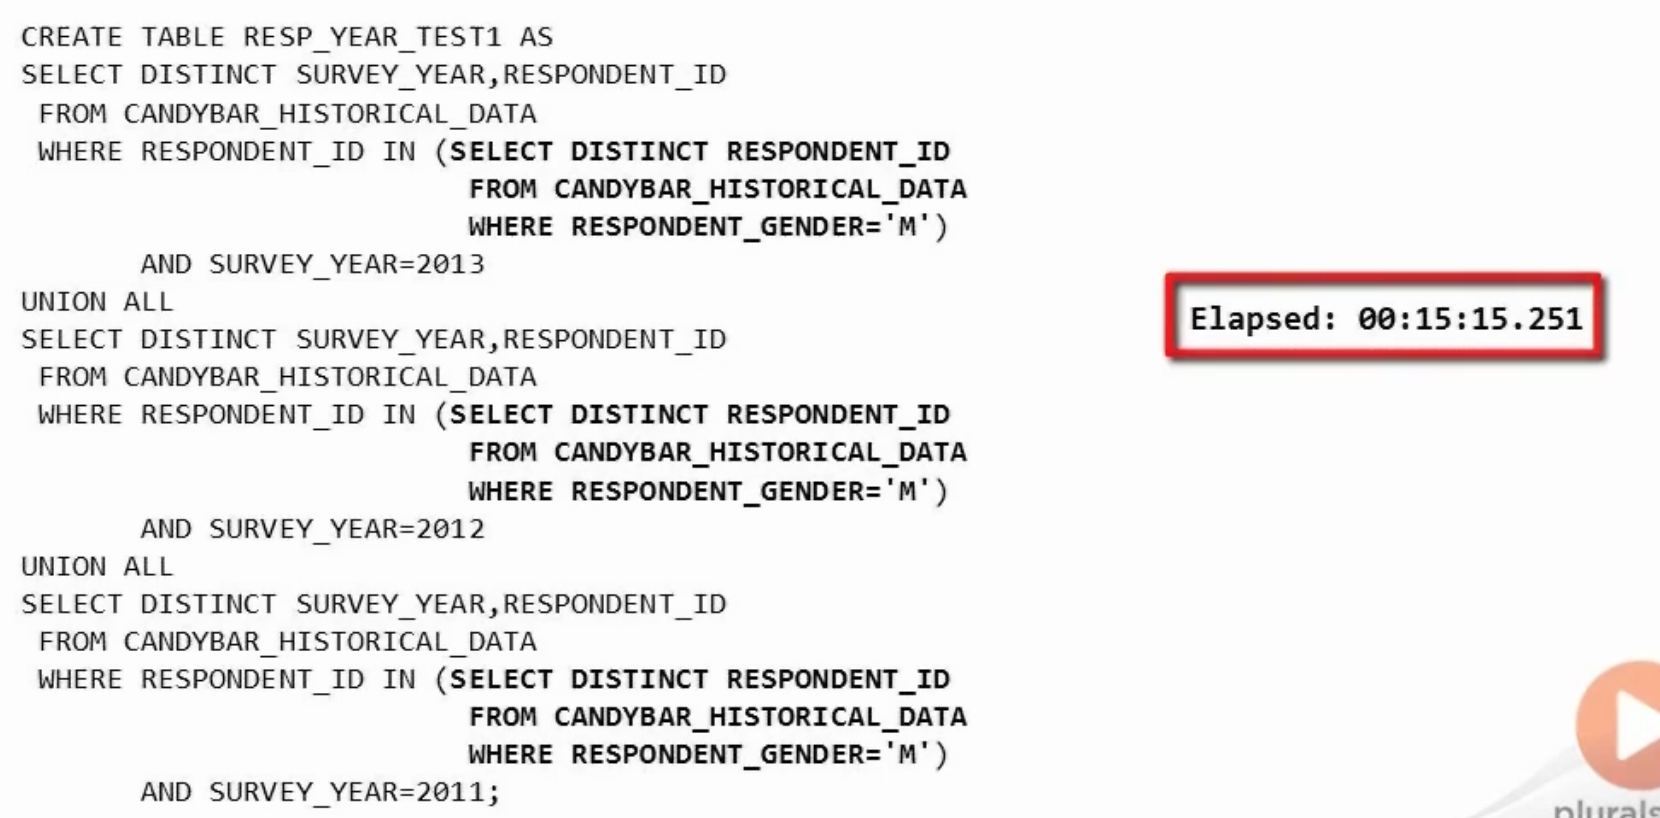 CREATE TABLE RESP_YEAR_TEST1 AS
SELECT DISTINCT SURVEY_YEAR,RESPONDENT_ID
FROM CANDYBAR_HISTORICAL_DATA
WHERE RESPONDENT_ID IN (SELECT DISTINCT RESPONDENT_ID
FROM CANDYBAR_HISTORICAL_DATA
WHERE RESPONDENT_GENDER='M')
AND SURVEY_YEAR=2013
UNION ALL
SELECT DISTINCT SURVEY_YEAR,RESPONDENT_ID
FROM CANDYBAR_HISTORICAL_DATA
WHERE RESPONDENT_ID IN (SELECT DISTINCT RESPONDENT_ID
FROM CANDYBAR_HISTORICAL_DATA
WHERE RESPONDENT_GENDER='M')
AND SURVEY_YEAR=2012
UNION ALL
SELECT DISTINCT SURVEY_YEAR,RESPONDENT_ID
FROM CANDYBAR_HISTORICAL_DATA
WHERE RESPONDENT_ID IN (SELECT DISTINCT RESPONDENT_ID
FROM CANDYBAR_HISTORICAL_DATA
WHERE RESPONDENT_GENDER='M')
AND SURVEY_YEAR=2011;
Elapsed: 00:15:15.251